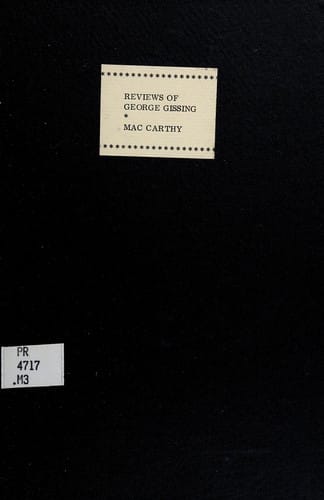 REVIEWS OF
GEORGE GISSING
*
MAC CARTHY
PR
4717
.M3